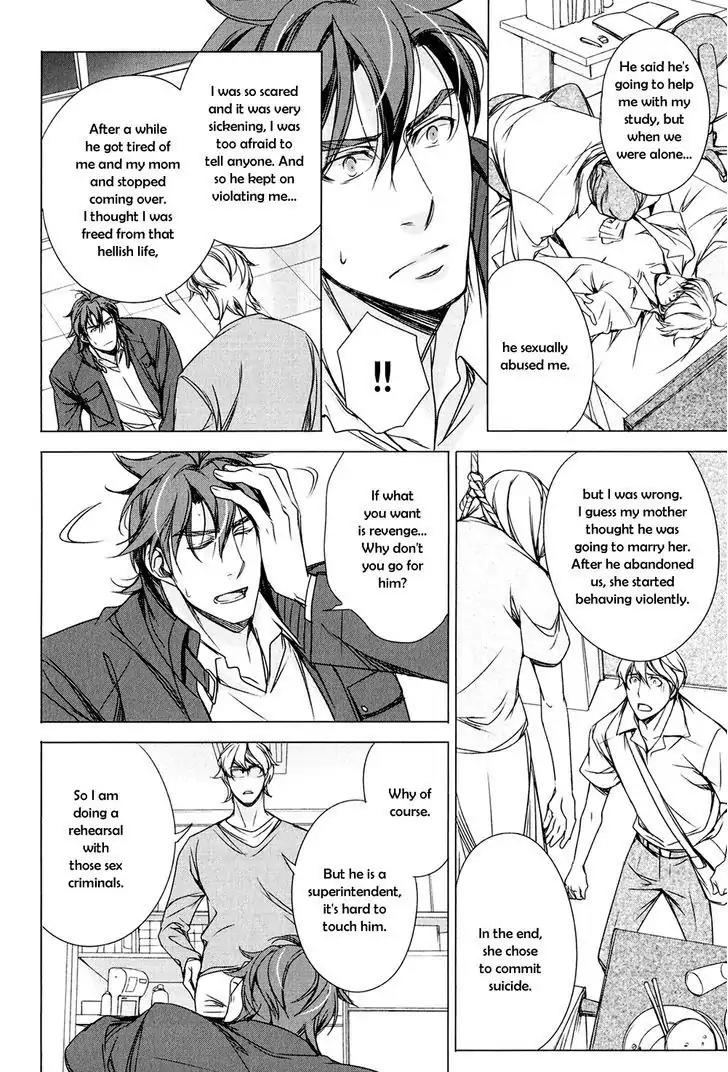 He said he's
going to help
me with my
study, but
when we
were alone...
he sexually
abused me.
I was so scared
and it was very
sickening, I was
too afraid to
tell anyone. And
so he kept on
violating me...
!!
After a while
he got tired of
me and my mom
and stopped
coming over.
I thought I was
freed from that
hellish life,
but I was wrong.
I guess my mother
thought he was
going to marry her.
After he abandoned
us, she started
behaving violently.
In the end,
she chose
to commit
suicide.
If what
you want
is revenge...
Why don't
you go for
him?
Why of
course.
But he is a
superintendent,
it's hard to
touch him.
So I am
doing a
rehearsal
with
those sex
criminals.